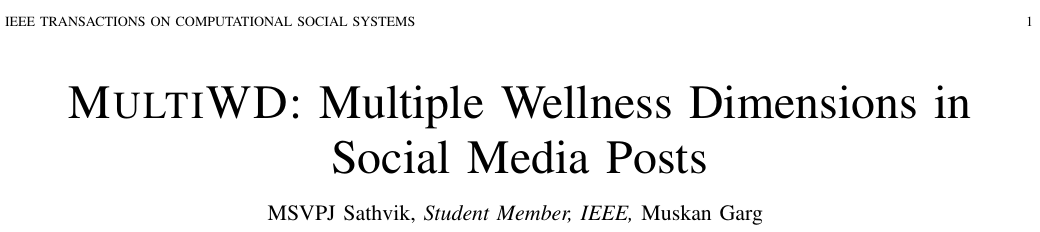 IEEE TRANSACTIONS ON COMPUTATIONAL SOCIAL SYSTEMS 1
MULTIWD: Multiple Wellness Dimensions in
Social Media Posts
MSVPJ Sathvik, Student Member, IEEE, Muskan Garg